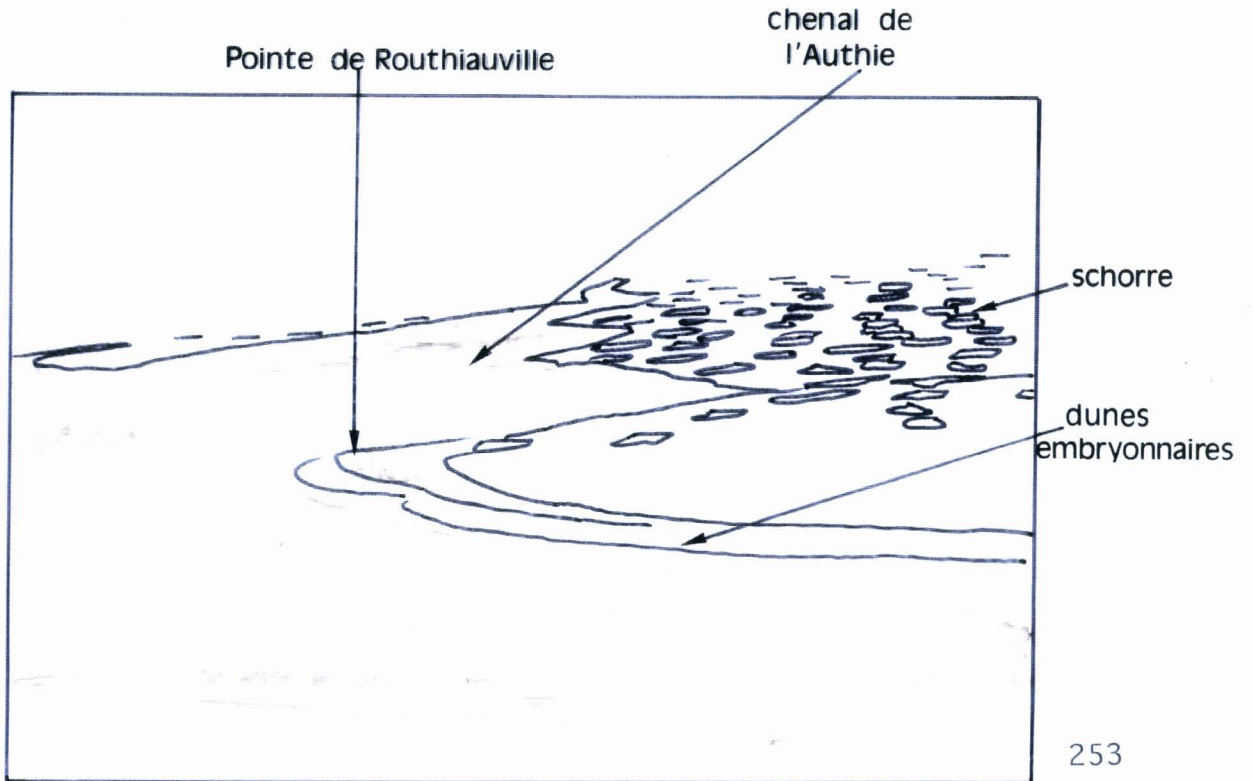 chenal de
l'Authie
Pointe de Routhiauville
schorre
dunes
embryonnaires
253